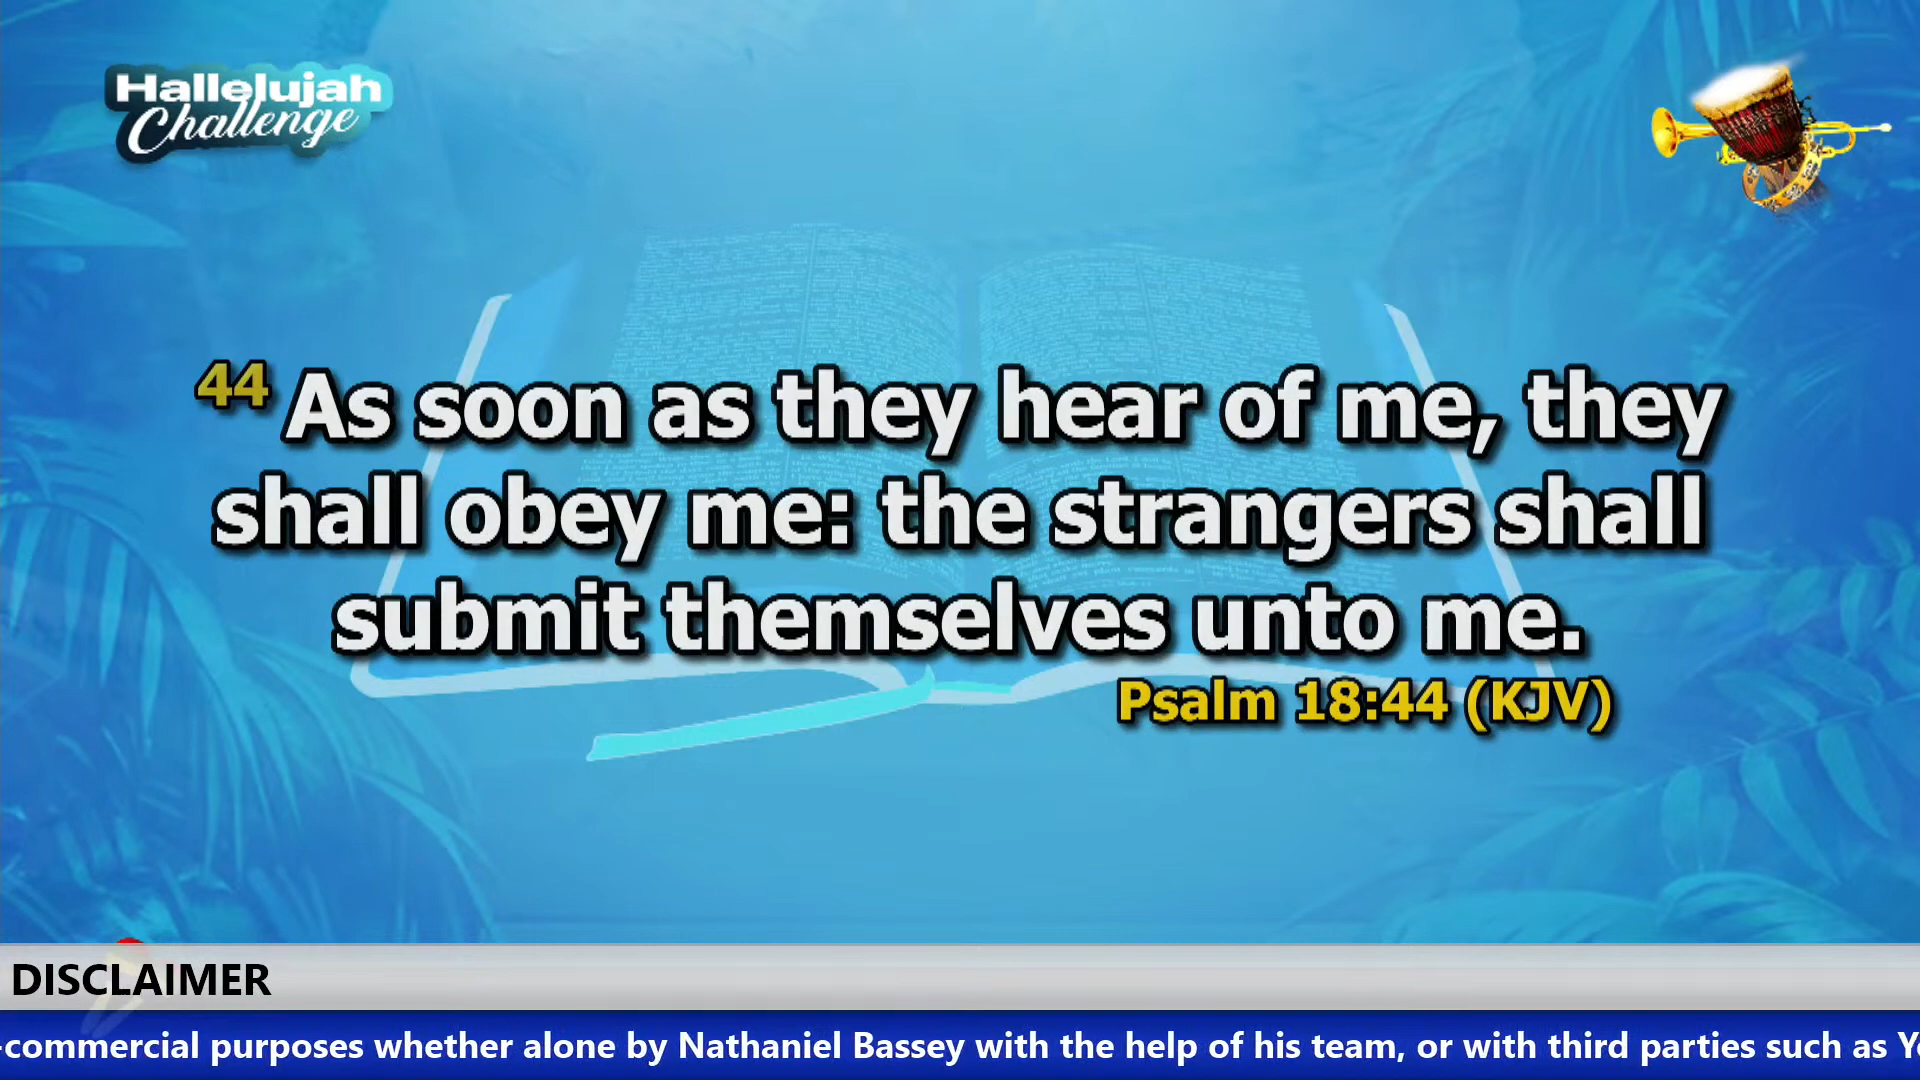 Hallelujah
Challenge
44 As soon as they hear of me, they
shall obey me: the strangers shall
submit themselves unto me.
Psalm 18:44 (KJV)
DISCLAIMER
-commercial purposes whether alone by Nathaniel Bassey with the help of his team, or with third parties such as